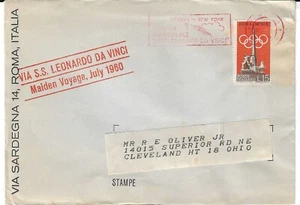 VIA SARDEGNA 14, ROMA, ITALIA
VIA S.S. LEONARDO DA VINCI
Maiden Voyage, July 1960
L.15
MR R E OLIVER JR
14015 SUPERIOR RD NE
CLEVELAND HT 18 OHIO
STAMPE